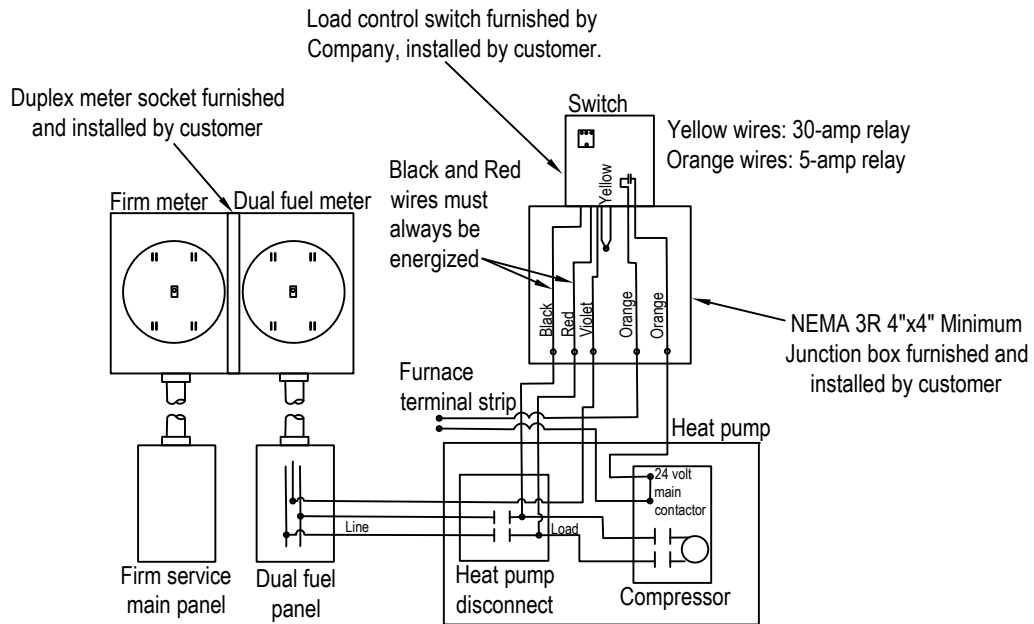 Load control switch furnished by
Company, installed by customer.
Duplex meter socket furnished
and installed by customer
Switch
Yellow wires: 30-amp relay
Orange wires: 5-amp relay
Black and Red
wires must
always be
energized
Yellow
Firm meter
Dual fuel meter
Black
Red
Violet
Orange
Orange
NEMA 3R 4"x4" Minimum
Junction box furnished and
installed by customer
Furnace
terminal strip
Heat pump
24 volt
main
contactor
Line
Load
Firm service
main panel
Dual fuel
panel
Heat pump
disconnect
Compressor